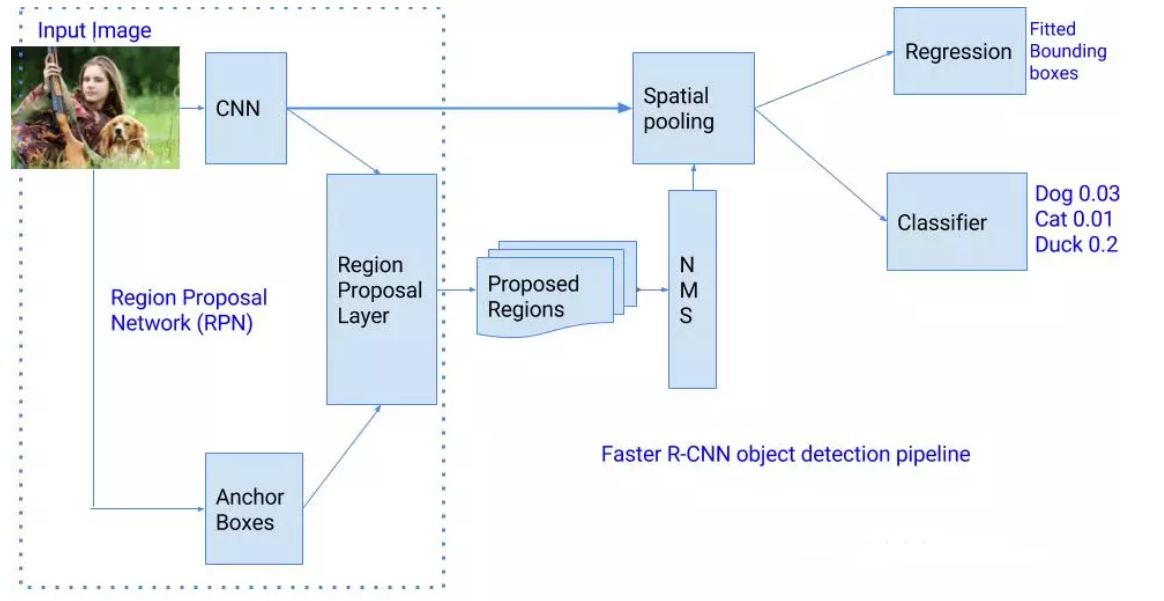 Input Image
CNN
Spatial
pooling
Regression
Fitted
Bounding
boxes
Region
Proposal
Layer
Region Proposal
Network (RPN)
Proposed
Regions
N
M
S
Classifier
Dog 0.03
Cat 0.01
Duck 0.2
Anchor
Boxes
Faster R-CNN object detection pipeline